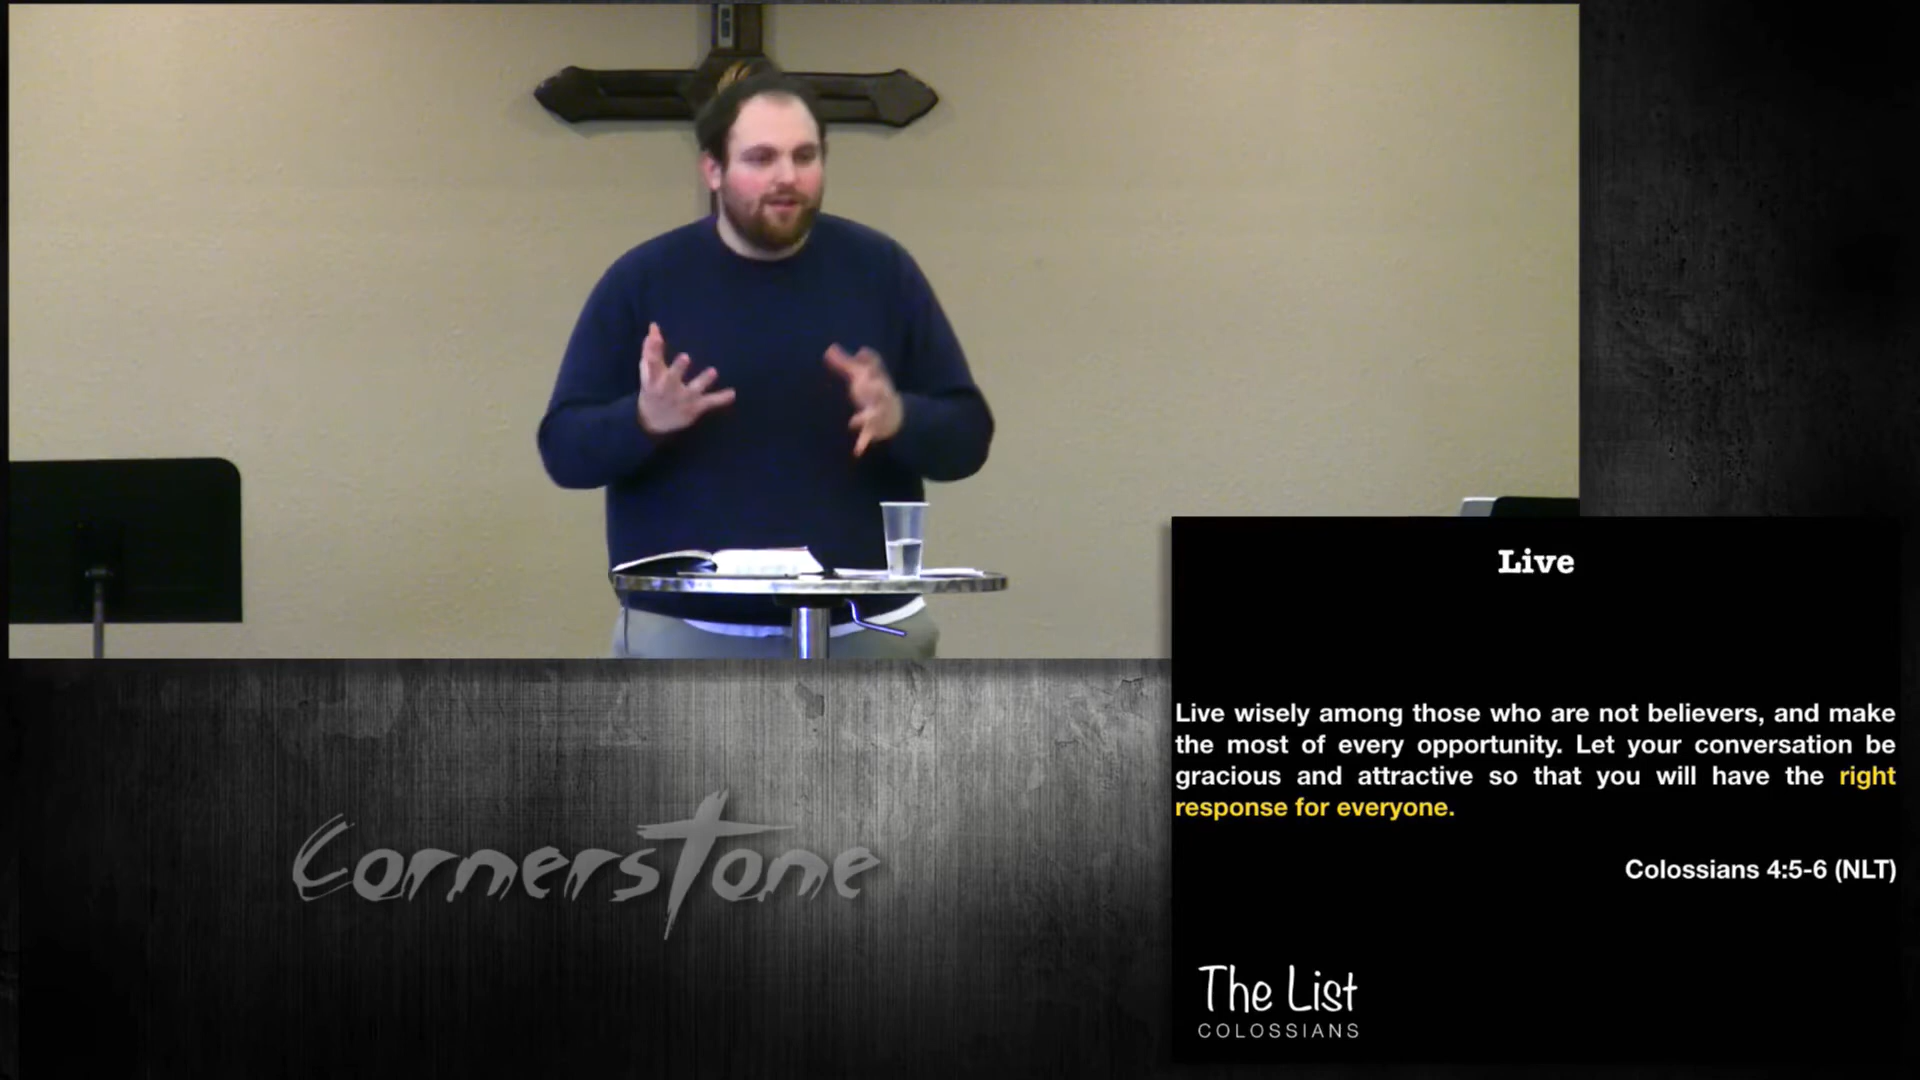 Live
Live wisely among those who are not believers, and make
the most of every opportunity. Let your conversation be
gracious and attractive so that you will have the right
response for everyone.
Colossians 4:5-6 (NLT)
Cornerstone
The List
COLOSSIANS